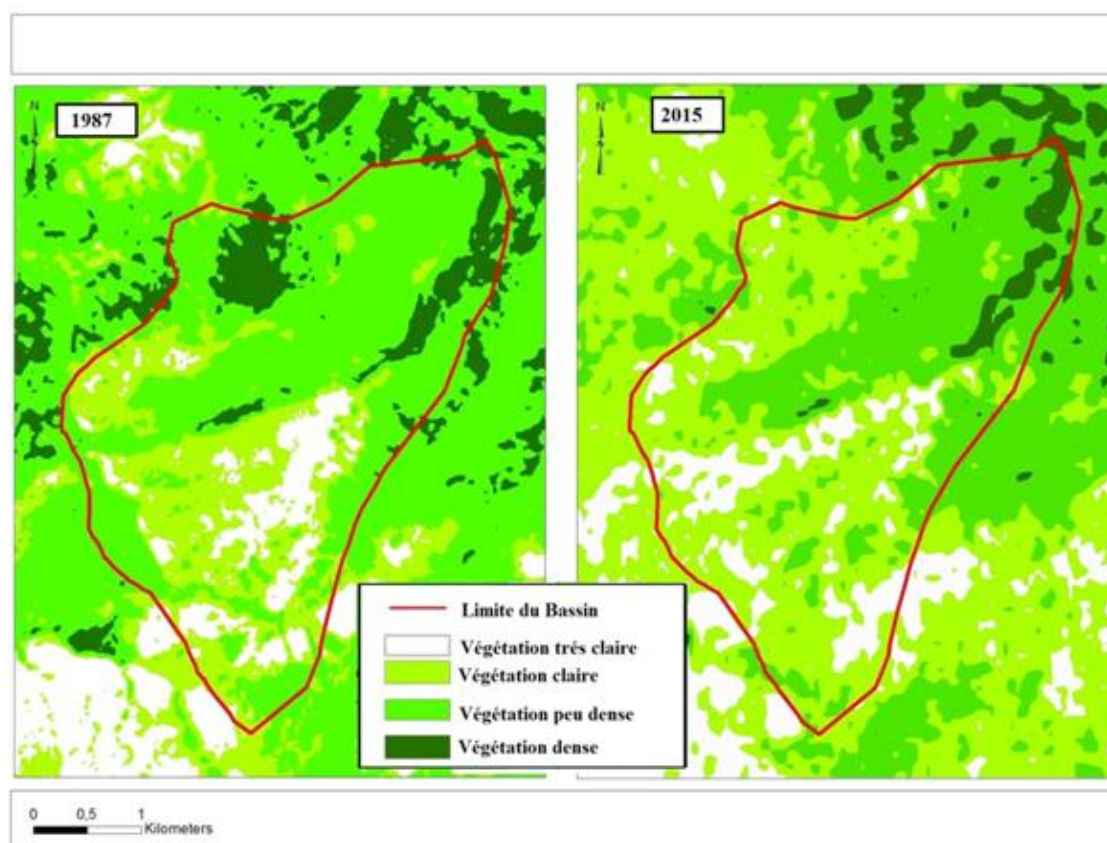 1987
2015
N
N
Limite du Bassin
Végétation trés claire
Végétation claire
Végétation peu dense
Végétation dense
0 0,5 1
Kilometers